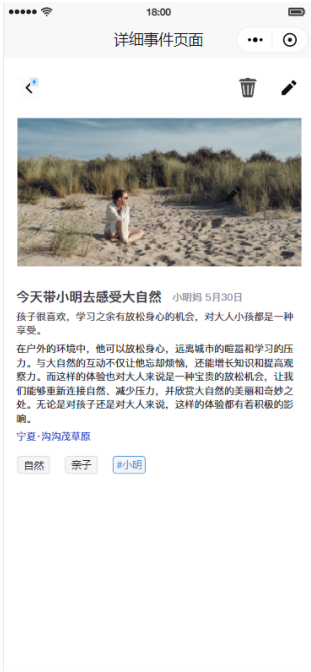 18:00
详细事件页面
今天带小明去感受大自然 小明妈 5月30日
孩子很喜欢，学习之余有放松身心的机会，对大人小孩都是一种
享受。
在户外的环境中，他可以放松身心，远离城市的喧嚣和学习的压
力。与大自然的互动不仅让他忘却烦恼，还能增长知识和提高观
察力。而这样的体验也对大人来说是一种宝贵的放松机会，让我
们能够重新连接自然、减少压力，并欣赏大自然的美丽和奇妙之
处。无论是对孩子还是对大人来说，这样的体验都有着积极的影
响。
宁夏·沟沟茂草原
自然 亲子 #小明